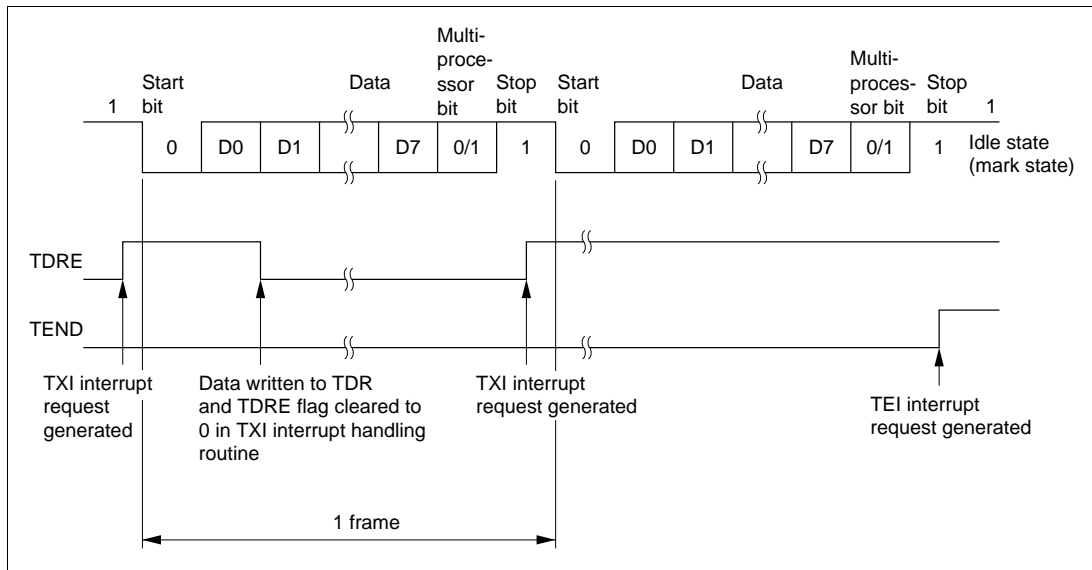 Multi-
proce-
ssor
bit
Start
bit
Data
Stop
bit
Start
bit
Data
Multi-
proces-
sor bit
Stop
bit
1
1
0
D0
D1
D7
0/1
1
0
D0
D1
D7
0/1
1
Idle state
(mark state)
TDRE
TEND
TXI interrupt
request
generated
Data written to TDR
and TDRE flag cleared to
0 in TXI interrupt handling
routine
TXI interrupt
request generated
TEI interrupt
request generated
1 frame